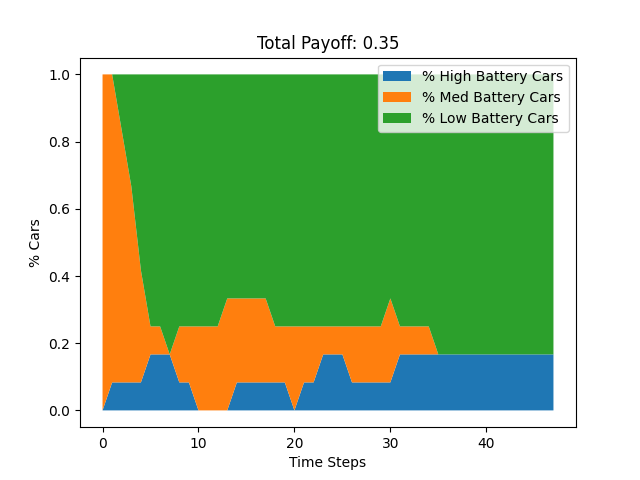 Total Payoff: 0.35
% High Battery Cars
% Med Battery Cars
% Low Battery Cars
1.0
0.8
0.6
0.4
0.2
0.0
% Cars
0
10
20
30
40
Time Steps